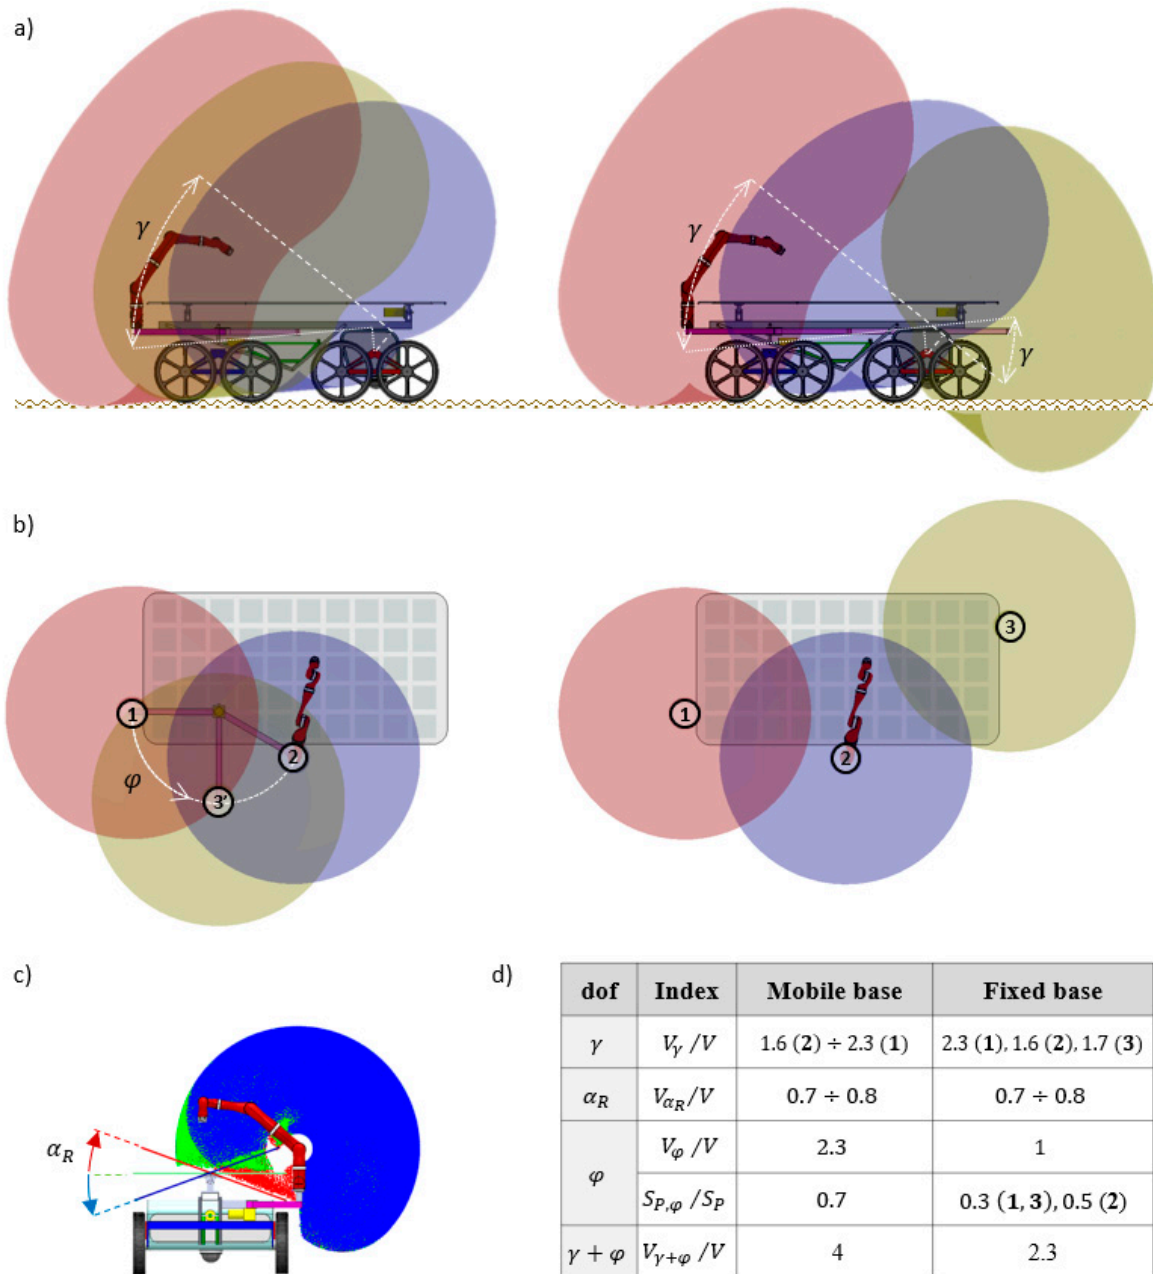 a)
γ
γ
γ
b)
1
2
3'
φ
1
2
3
c)
α_R
d)
dof Index Mobile base Fixed base
γ V_γ/V 1.6 (2) ÷ 2.3 (1) 2.3 (1), 1.6 (2), 1.7 (3)
α_R V_{α_R}/V 0.7 ÷ 0.8 0.7 ÷ 0.8
φ V_φ/V 2.3 1
S_{P,φ}/S_P 0.7 0.3 (1, 3), 0.5 (2)
γ + φ V_{γ+φ}/V 4 2.3